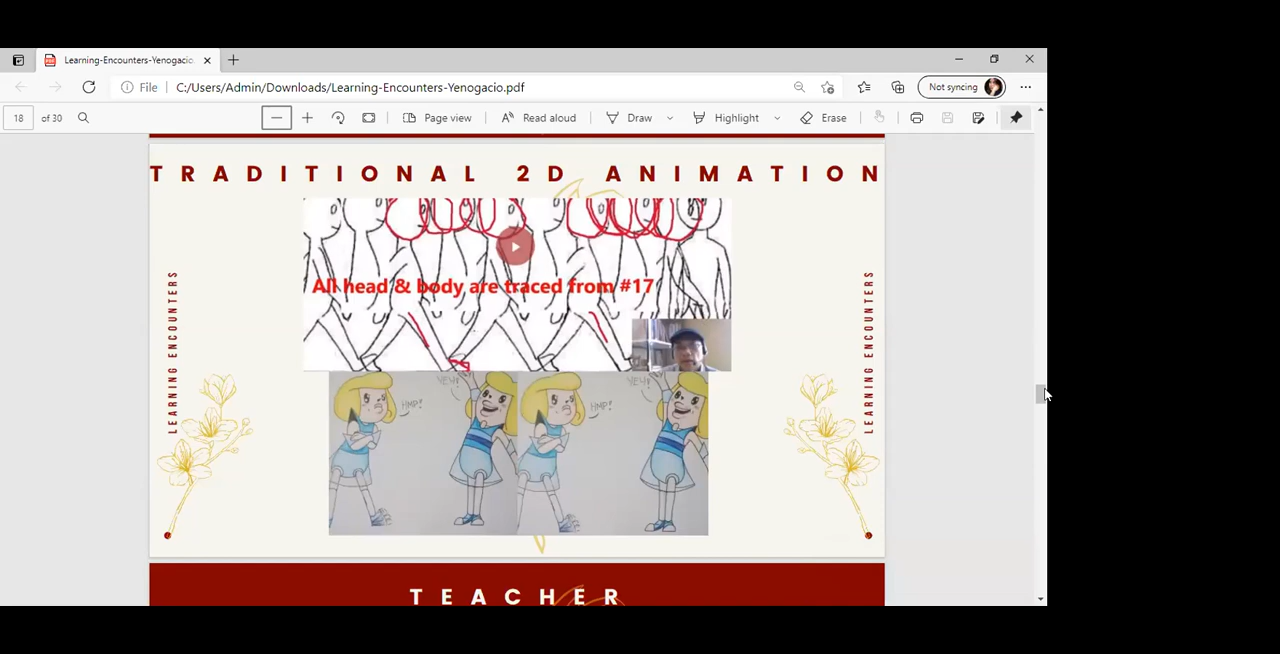 Learning-Encounters-Yenogacio
Not syncing
File
C:/Users/Admin/Downloads/Learning-Encounters-Yenogacio.pdf
18 of 30
Page view
Read aloud
Draw
Highlight
Erase
TRADITIONAL 2D ANIMATION
LEARNING ENCOUNTERS
All head & body are traced from #17
HMP!
YEY!
HMP!
YEY!
LEARNING ENCOUNTERS
TEACHER